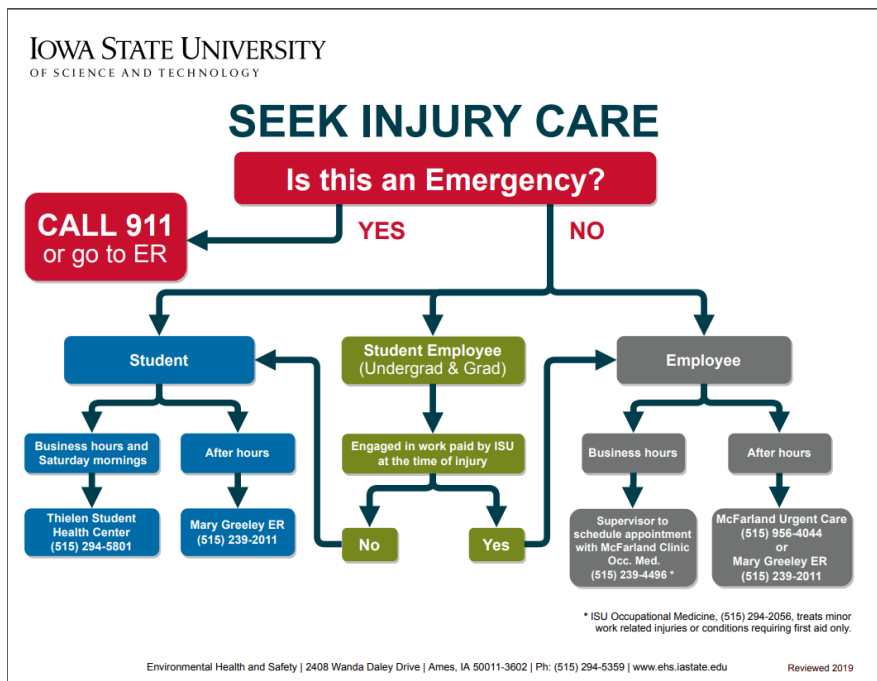 IOWA STATE UNIVERSITY
OF SCIENCE AND TECHNOLOGY
SEEK INJURY CARE
Is this an Emergency?
CALL 911
or go to ER
YES
NO
Student
Student Employee
(Undergrad & Grad)
Employee
Business hours and
Saturday mornings
After hours
Engaged in work paid by ISU
at the time of injury
Business hours
After hours
Thielen Student
Health Center
(515) 294-5801
Mary Greeley ER
(515) 239-2011
No
Yes
Supervisor to
schedule appointment
with McFarland Clinic
Occ. Med.
(515) 239-4496 *
McFarland Urgent Care
(515) 956-4044
or
Mary Greeley ER
(515) 239-2011
* ISU Occupational Medicine, (515) 294-2056, treats minor
work related injuries or conditions requiring first aid only.
Environmental Health and Safety | 2408 Wanda Daley Drive | Ames, IA 50011-3602 | Ph: (515) 294-5359 | www.ehs.iastate.edu
Reviewed 2019